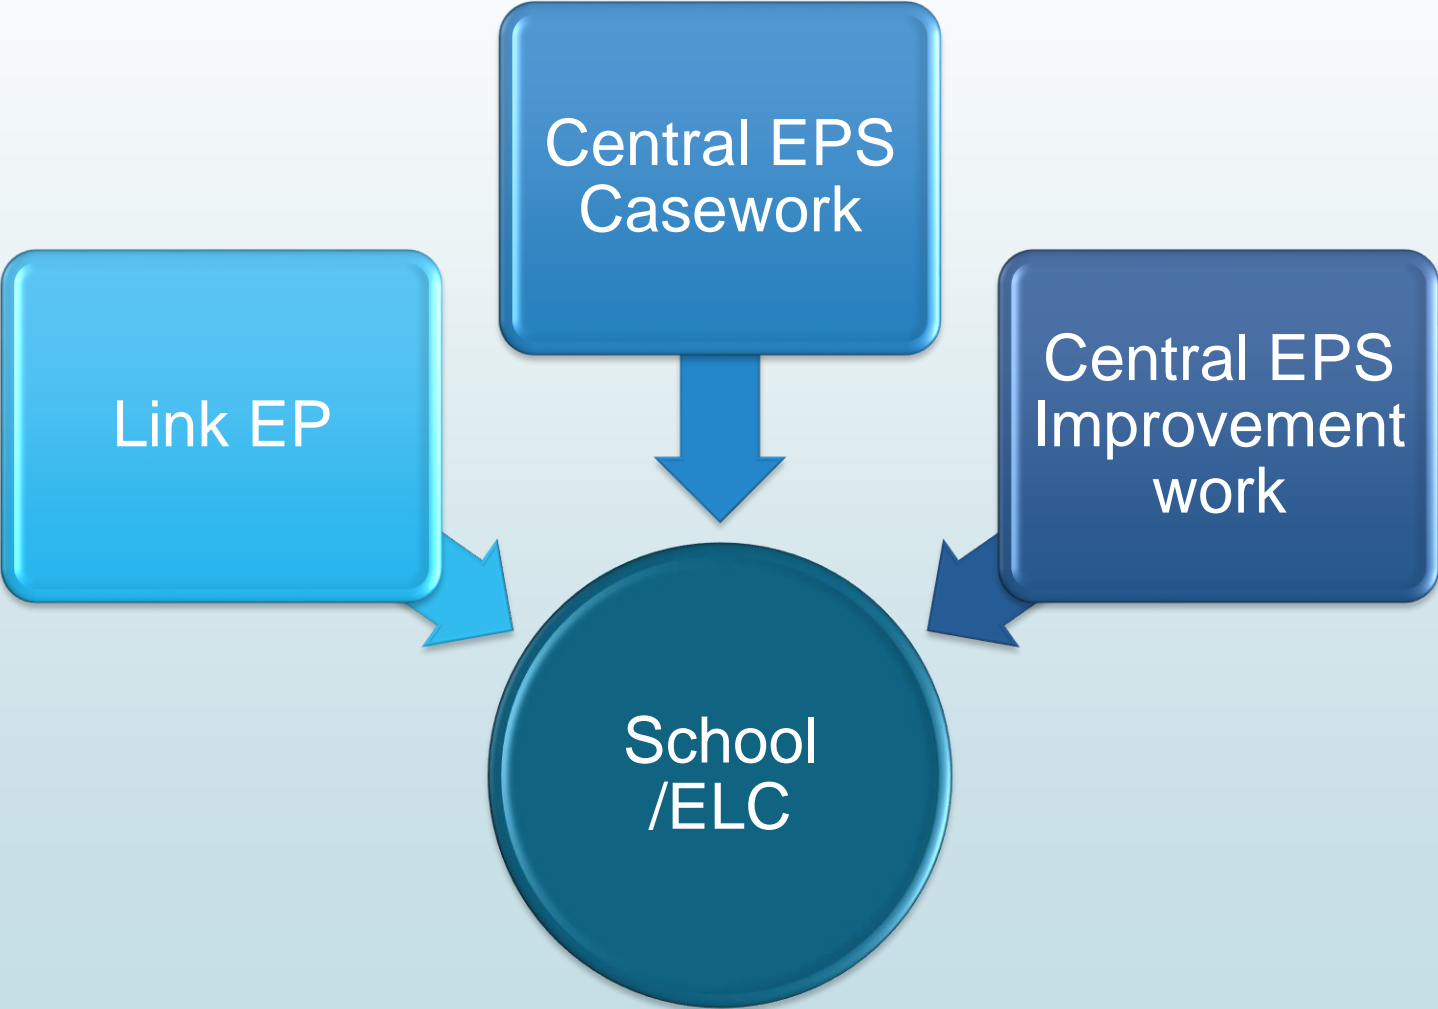 Central EPS
Casework
Link EP
Central EPS
Improvement
work
School
/ELC